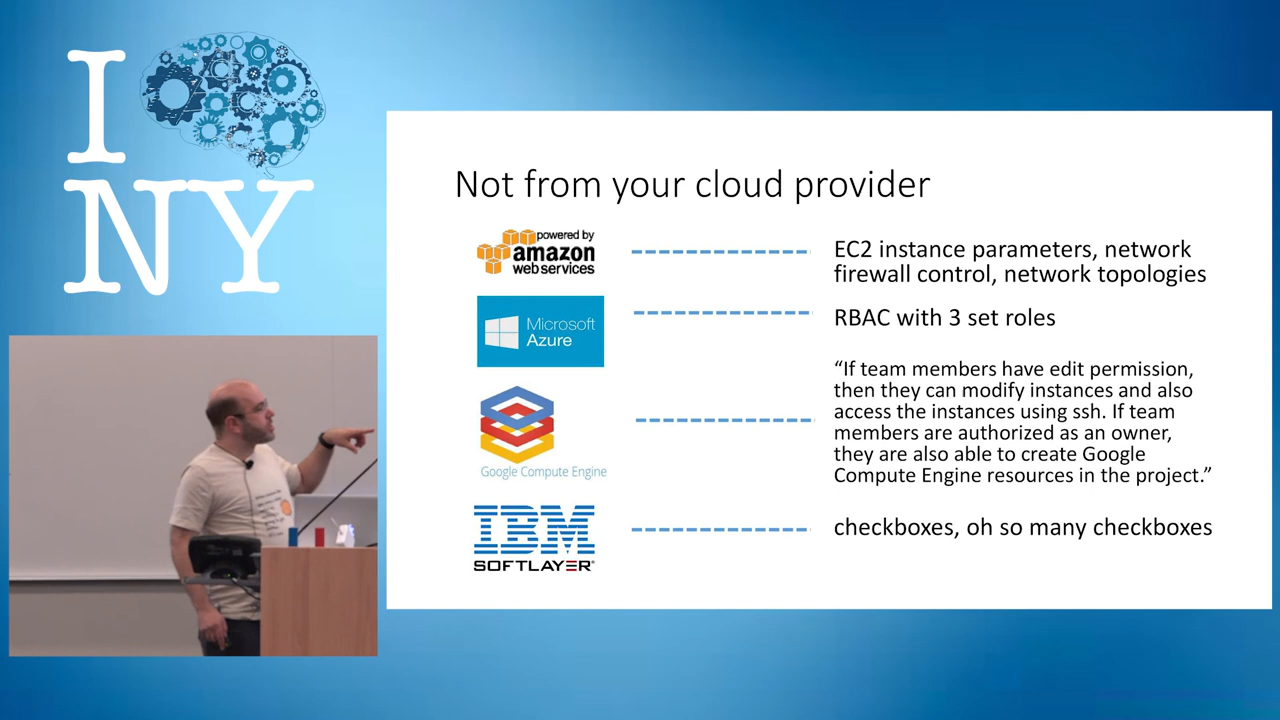 I
NY
Not from your cloud provider
powered by
amazon
web services
EC2 instance parameters, network
firewall control, network topologies
Microsoft
Azure
RBAC with 3 set roles
Google Compute Engine
“If team members have edit permission,
then they can modify instances and also
access the instances using ssh. If team
members are authorized as an owner,
they are also able to create Google
Compute Engine resources in the project.”
IBM
SOFTLAYER
checkboxes, oh so many checkboxes